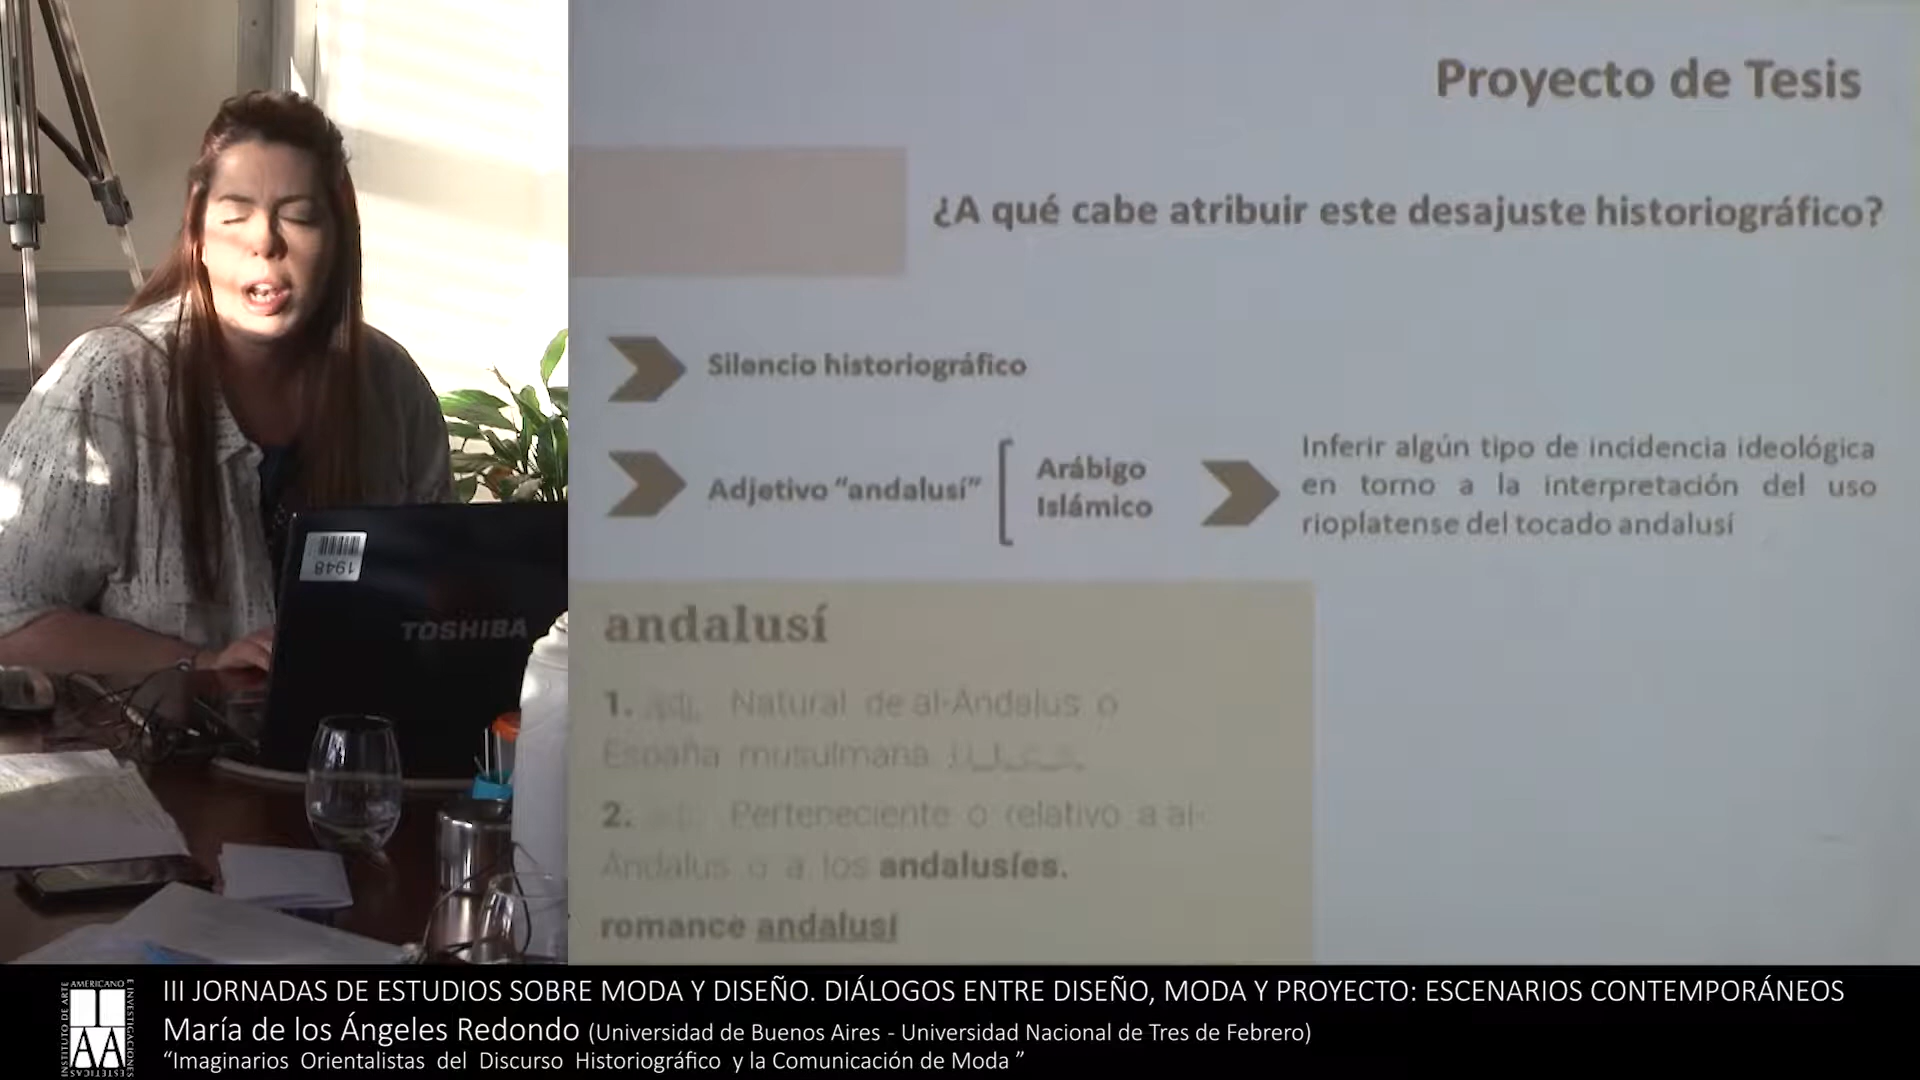 Proyecto de Tesis
¿A qué cabe atribuir este desajuste historiográfico?
Silencio historiográfico
Adjetivo “andalusí”
Arábigo
Islámico
Inferir algún tipo de incidencia ideológica
en torno a la interpretación del uso
rioplatense del tocado andalusí
andalusí
1. adj. Natural de al-Ándalus o
España musulmana.
2. adj. Perteneciente o relativo a al-
Ándalus o a los andalusíes.
romance andalusí
1948
TOSHIBA
INSTITUTO DE ARTE AMERICANO E INVESTIGACIONES ESTÉTICAS
IAA
III JORNADAS DE ESTUDIOS SOBRE MODA Y DISEÑO. DIÁLOGOS ENTRE DISEÑO, MODA Y PROYECTO: ESCENARIOS CONTEMPORÁNEOS
María de los Ángeles Redondo (Universidad de Buenos Aires - Universidad Nacional de Tres de Febrero)
“Imaginarios Orientalistas del Discurso Historiográfico y la Comunicación de Moda ”